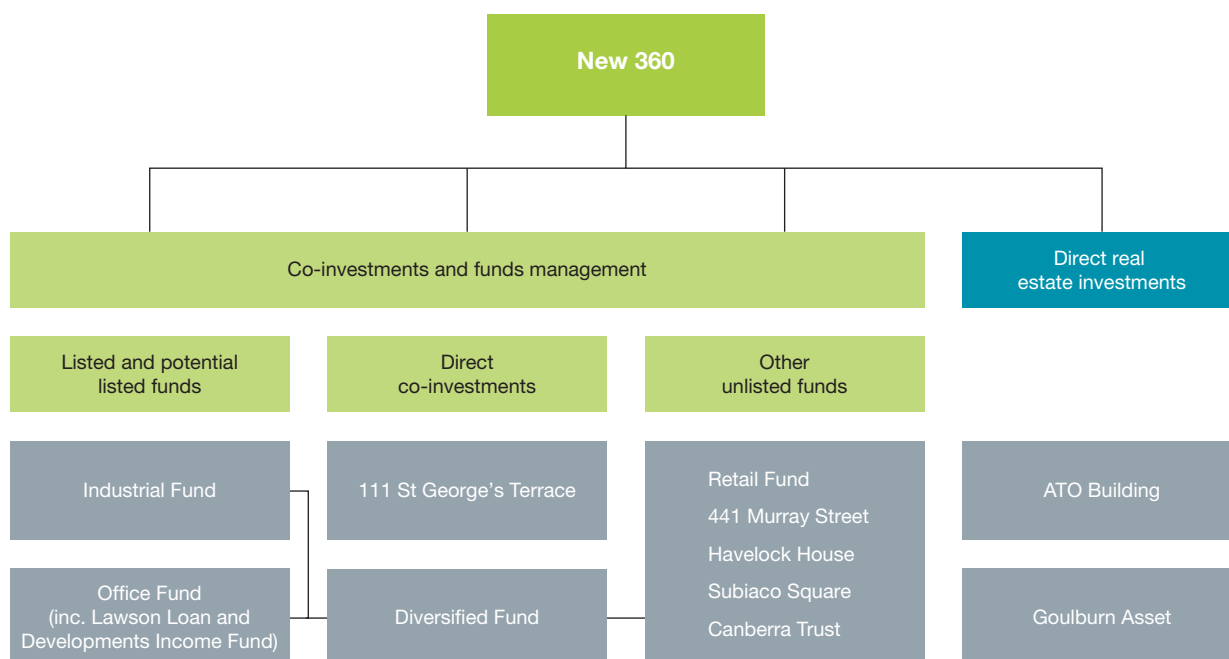 New 360
Co-investments and funds management
Direct real
estate investments
Listed and potential
listed funds
Direct
co-investments
Other
unlisted funds
Industrial Fund
111 St George’s Terrace
Retail Fund
441 Murray Street
Havelock House
Subiaco Square
Canberra Trust
ATO Building
Office Fund
(inc. Lawson Loan and
Developments Income Fund)
Diversified Fund
Goulburn Asset